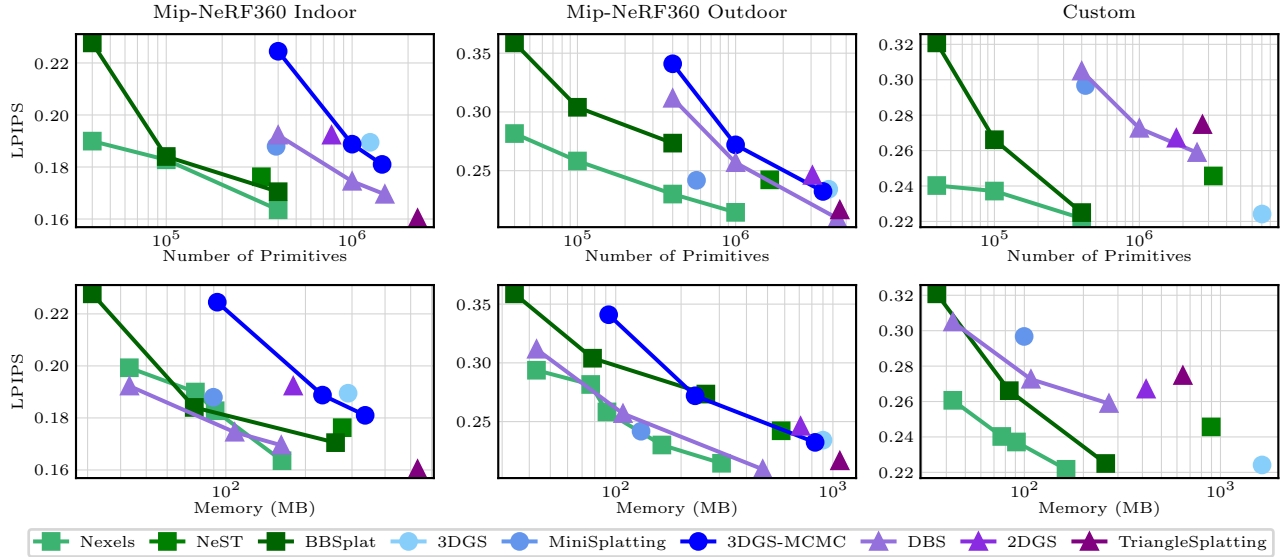 Mip-NeRF360 Indoor
Mip-NeRF360 Outdoor
Custom
LPIPS
0.22
0.20
0.18
0.16
10^5
10^6
Number of Primitives
0.35
0.30
0.25
10^5
10^6
Number of Primitives
0.32
0.30
0.28
0.26
0.24
0.22
10^5
10^6
Number of Primitives
LPIPS
0.22
0.20
0.18
0.16
10^2
Memory (MB)
0.35
0.30
0.25
10^2
10^3
Memory (MB)
0.32
0.30
0.28
0.26
0.24
0.22
10^2
10^3
Memory (MB)
Nexels
NeST
BBSplat
3DGS
MiniSplatting
3DGS-MCMC
DBS
2DGS
TriangleSplatting